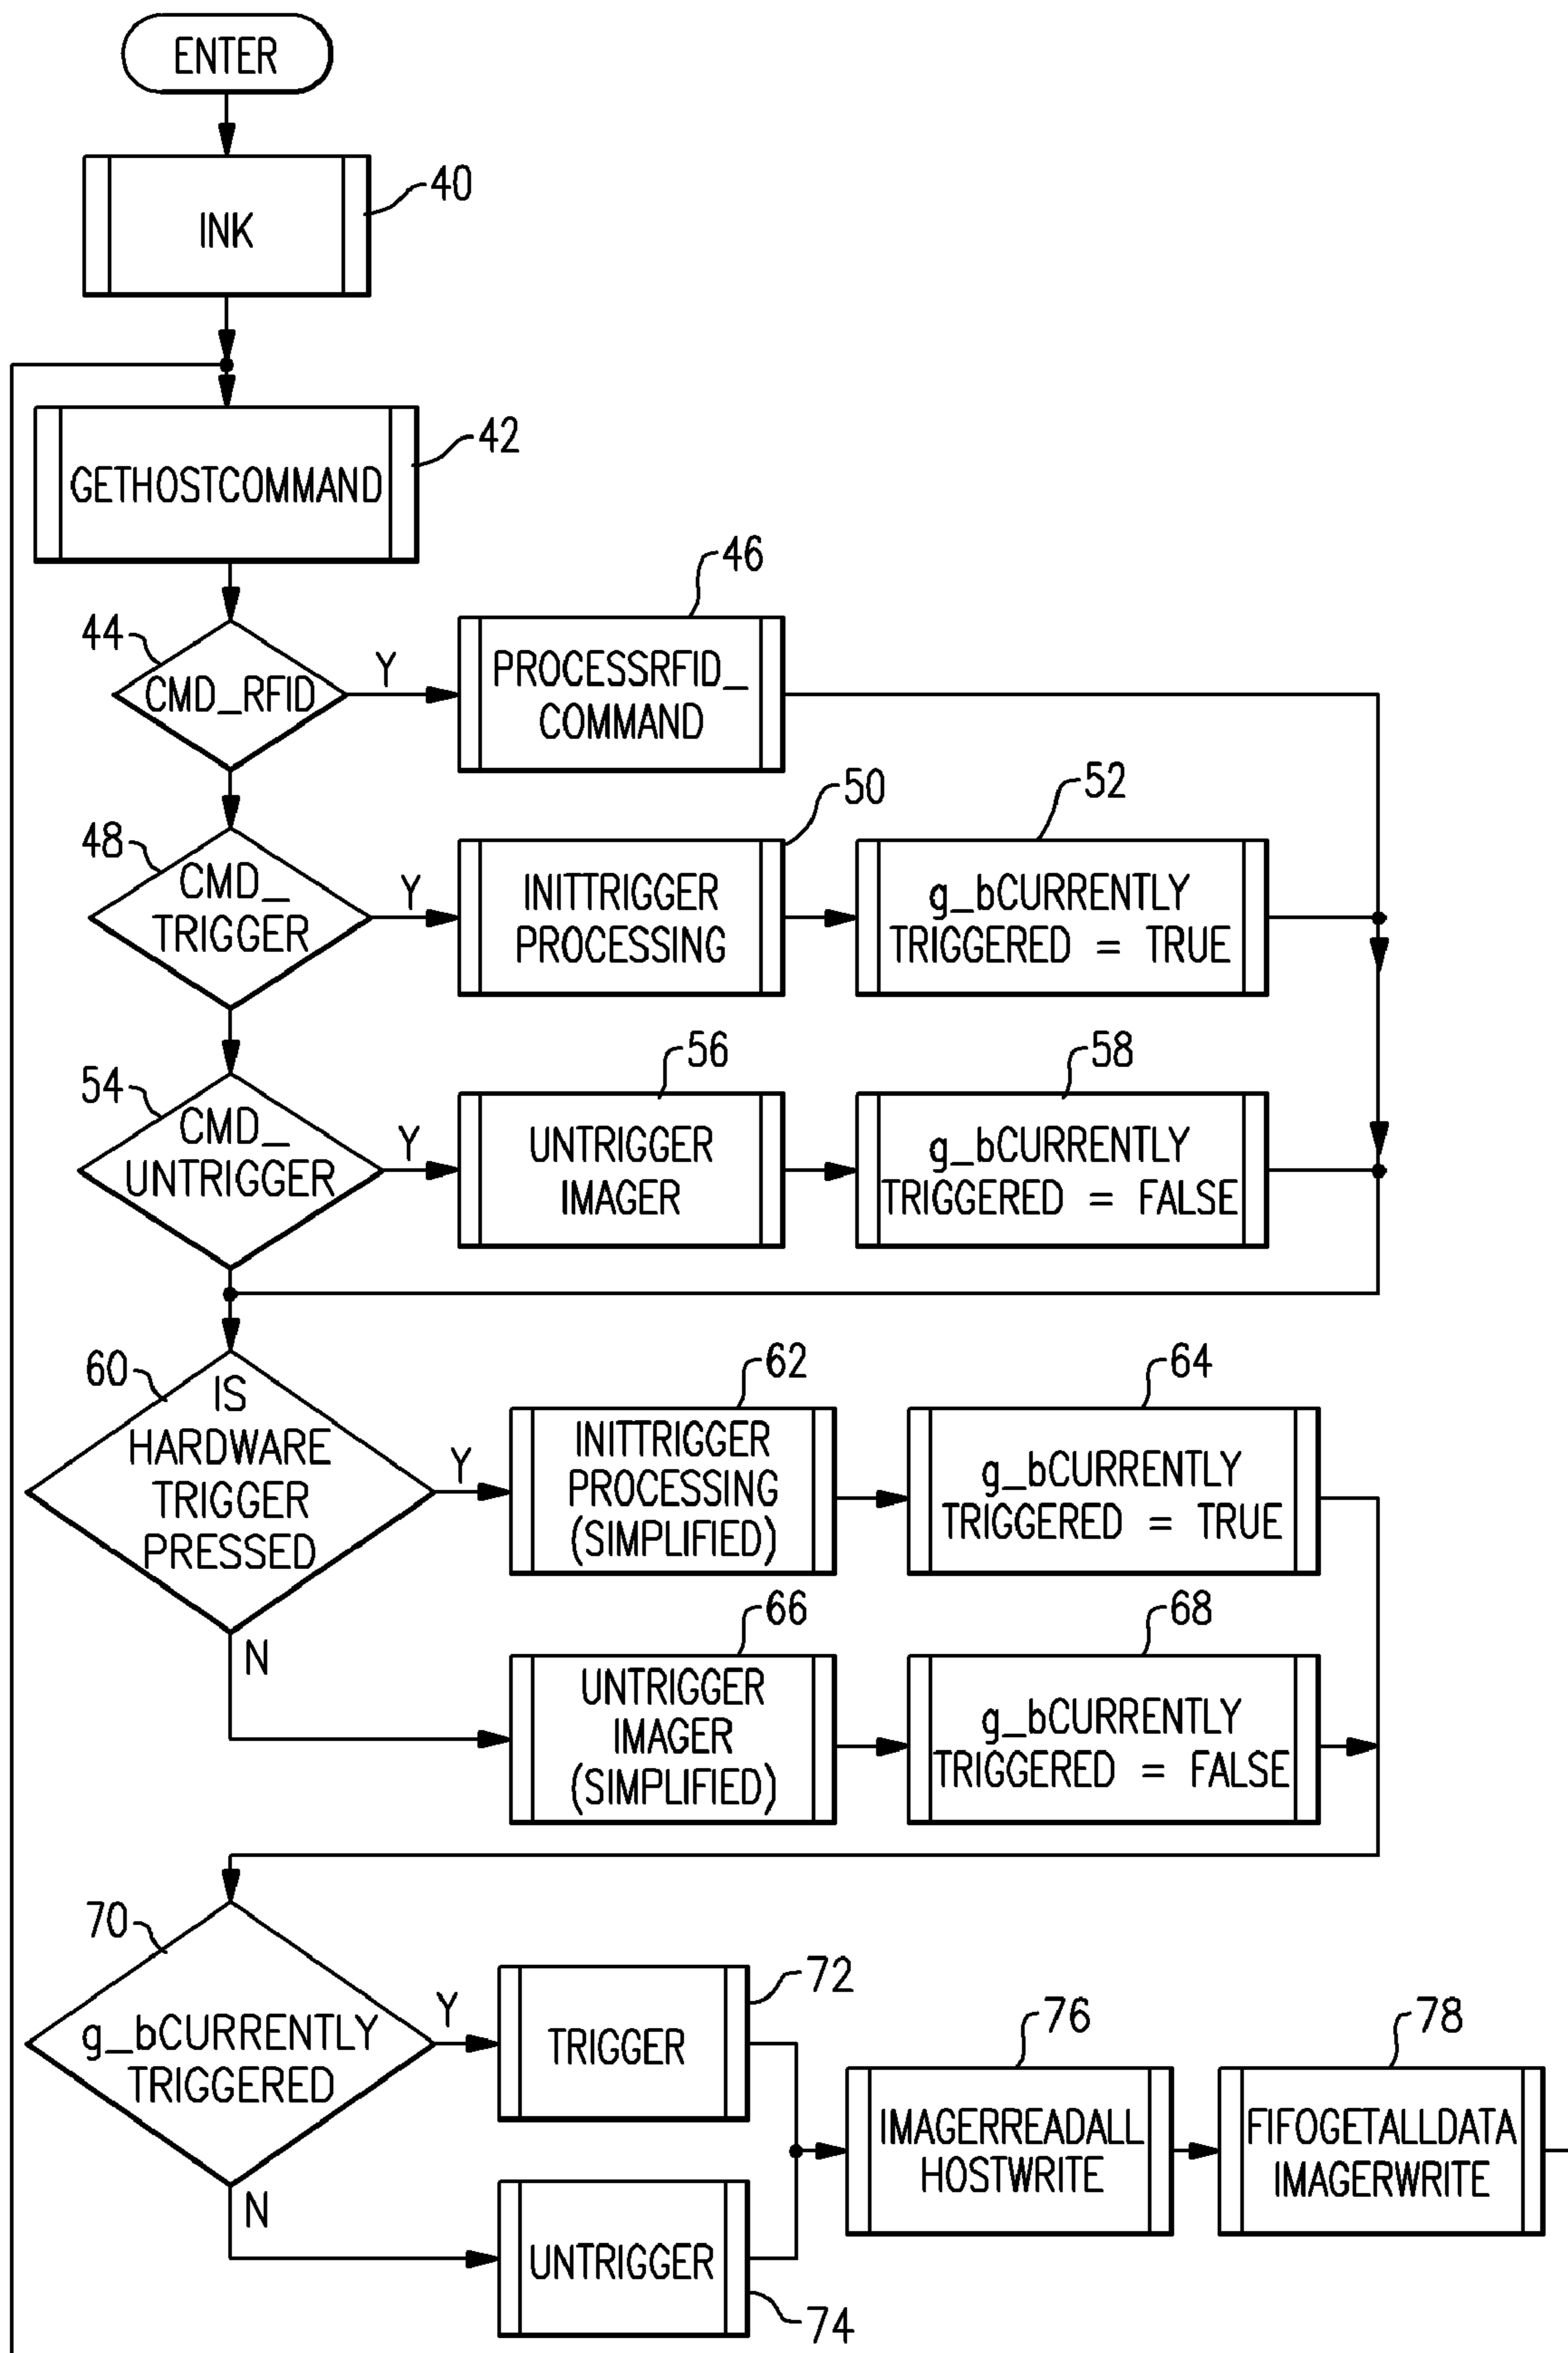 ENTER
INK
40
GETHOSTCOMMAND
42
44
CMD_RFID
Y
PROCESSRFID_
COMMAND
46
48
CMD_
TRIGGER
Y
INITTRIGGER
PROCESSING
50
g_bCURRENTLY
TRIGGERED = TRUE
52
54
CMD_
UNTRIGGER
Y
UNTRIGGER
IMAGER
56
g_bCURRENTLY
TRIGGERED = FALSE
58
60
IS
HARDWARE
TRIGGER
PRESSED
Y
INITTRIGGER
PROCESSING
(SIMPLIFIED)
62
g_bCURRENTLY
TRIGGERED = TRUE
64
N
UNTRIGGER
IMAGER
(SIMPLIFIED)
66
g_bCURRENTLY
TRIGGERED = FALSE
68
70
g_bCURRENTLY
TRIGGERED
Y
TRIGGER
72
N
UNTRIGGER
74
IMAGERREADALL
HOSTWRITE
76
FIFOGETALLDATA
IMAGERWRITE
78